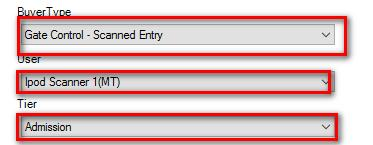 BuyerType
Gate Control - Scanned Entry
User
Ipod Scanner 1(MT)
Tier
Admission